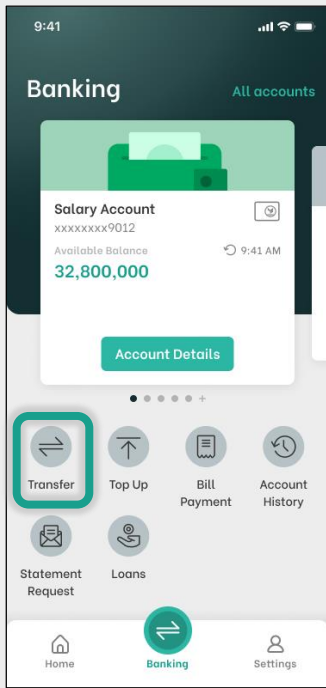 9:41
Banking
All accounts
Salary Account
xxxxxxxx9012
Available Balance
9:41 AM
32,800,000
Account Details
Transfer
Top Up
Bill
Payment
Account
History
Statement
Request
Loans
Home
Banking
Settings